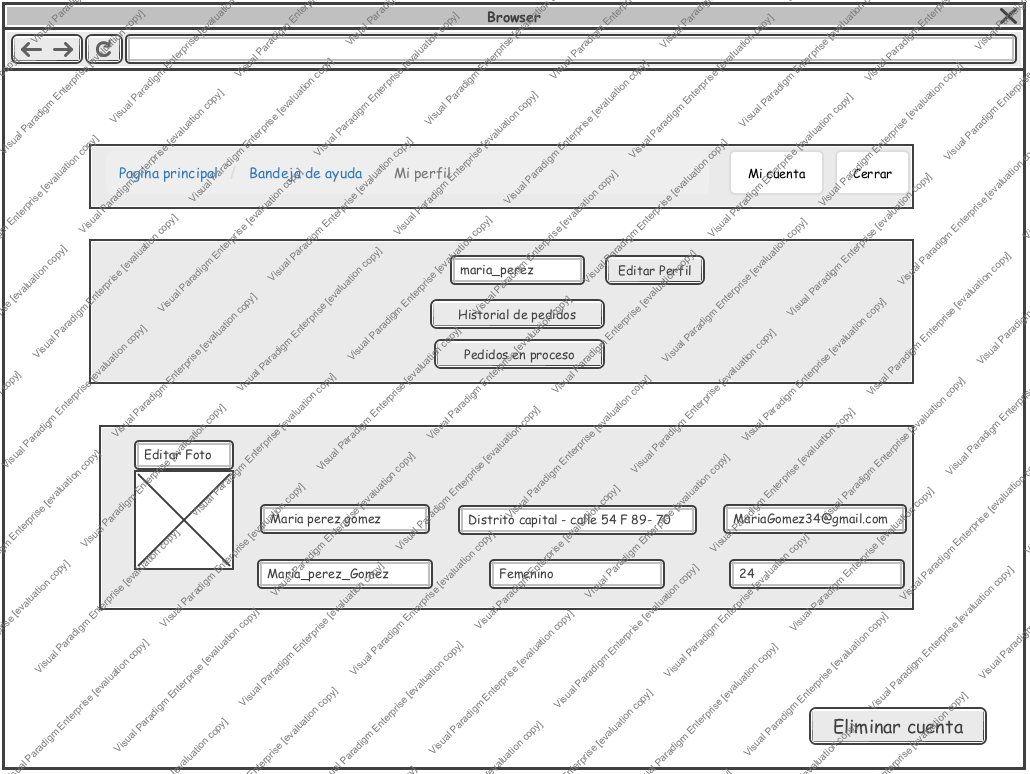 Browser
Pagina principal / Bandeja de ayuda / Mi perfil
Mi cuenta
Cerrar
maria_perez
Editar Perfil
Historial de pedidos
Pedidos en proceso
Editar Foto
Maria perez gomez
Distrito capital - calle 54 F 89- 70
MariaGomez34@gmail.com
Maria_perez_Gomez
Femenino
24
Eliminar cuenta
Visual Paradigm Enterprise [evaluation copy]